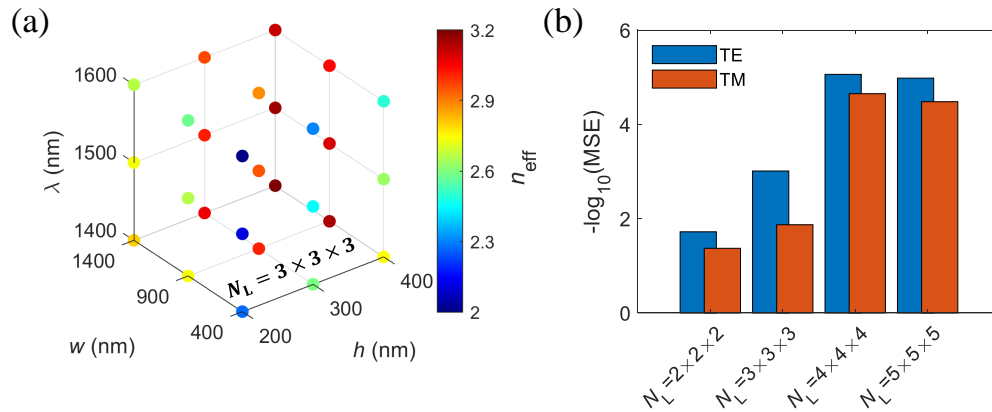 (a)
1600
1500
1400
λ (nm)
1400
900
400
w (nm)
200
300
400
h (nm)
N_L = 3 × 3 × 3
3.2
2.9
2.6
2.3
2
n_eff
(b)
6
4
2
0
-log₁₀(MSE)
TE
TM
N_L=2×2×2
N_L=3×3×3
N_L=4×4×4
N_L=5×5×5